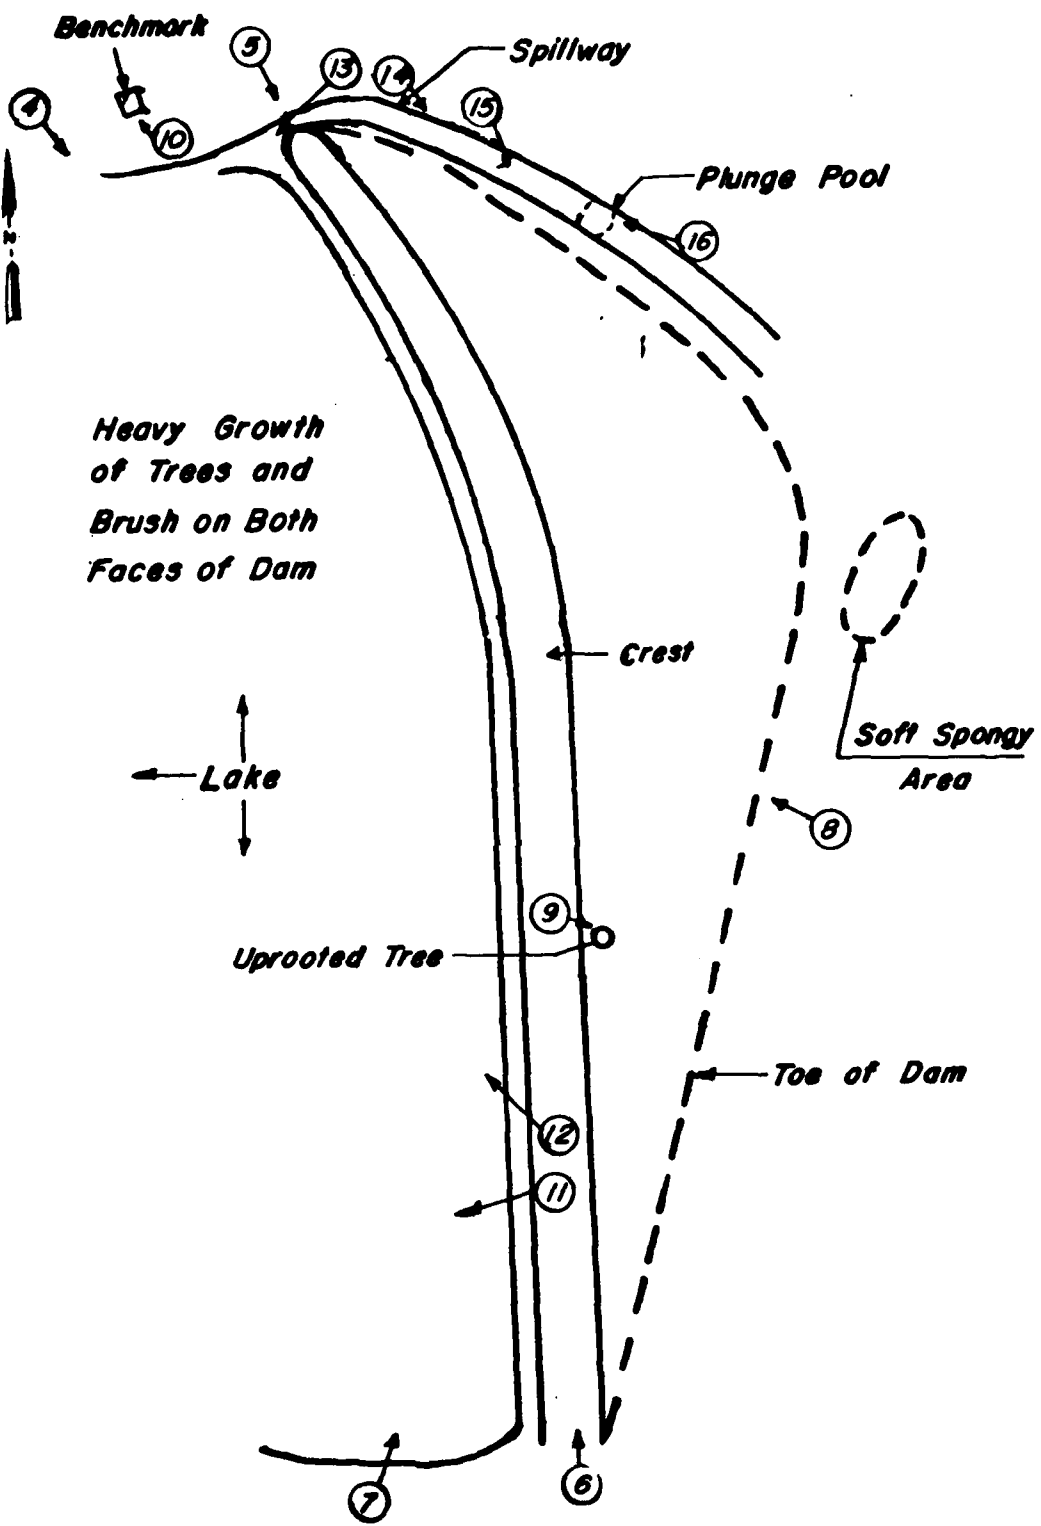 Benchmark
5
13
14
Spillway
4
15
10
Plunge Pool
N
16
Heavy Growth
of Trees and
Brush on Both
Faces of Dam
Crest
Soft Spongy
Area
Lake
8
9
Uprooted Tree
Toe of Dam
12
11
7
6